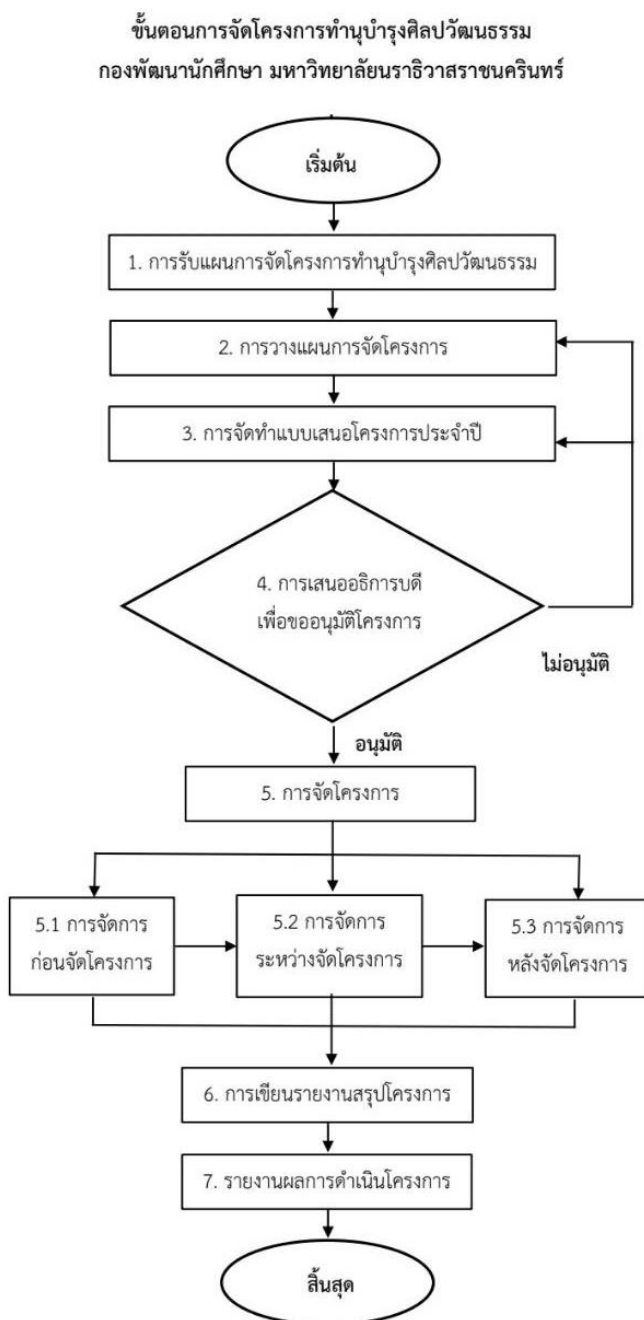 ขั้นตอนการจัดโครงการทำนุบำรุงศิลปวัฒนธรรม
กองพัฒนานักศึกษา มหาวิทยาลัยนราธิวาสราชนครินทร์
เริ่มต้น
1. การรับแผนการจัดโครงการทำนุบำรุงศิลปวัฒนธรรม
2. การวางแผนการจัดโครงการ
3. การจัดทำแบบเสนอโครงการประจำปี
4. การเสนออธิการบดี
เพื่อขออนุมัติโครงการ
ไม่อนุมัติ
อนุมัติ
5. การจัดโครงการ
5.1 การจัดการ
ก่อนจัดโครงการ
5.2 การจัดการ
ระหว่างจัดโครงการ
5.3 การจัดการ
หลังจัดโครงการ
6. การเขียนรายงานสรุปโครงการ
7. รายงานผลการดำเนินโครงการ
สิ้นสุด